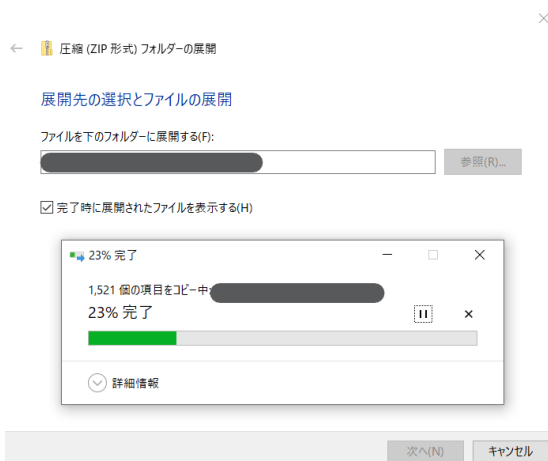 圧縮 (ZIP 形式) フォルダーの展開
展開先の選択とファイルの展開
ファイルを下のフォルダーに展開する(F):
参照(R)...
完了時に展開されたファイルを表示する(H)
23% 完了
1,521 個の項目をコピー中:
23% 完了
詳細情報
次へ(N)
キャンセル